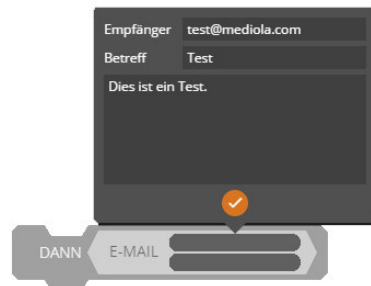 Empfänger test@mediola.com
Betreff Test
Dies ist ein Test.
DANN E-MAIL